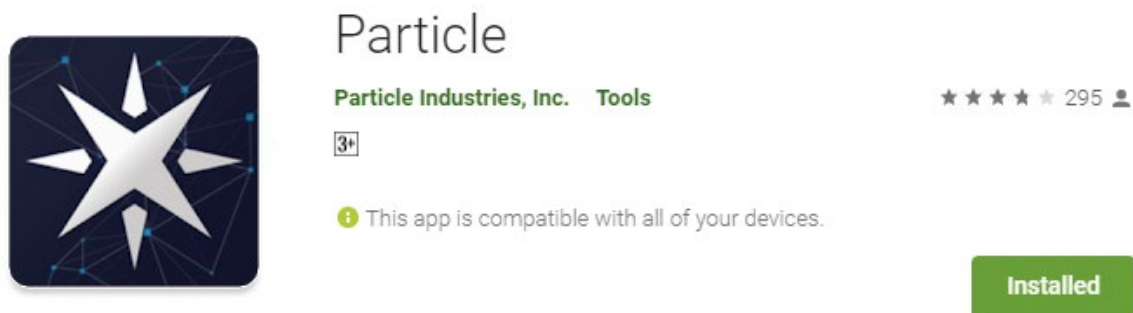 Particle
Particle Industries, Inc. Tools 295
3+
This app is compatible with all of your devices.
Installed